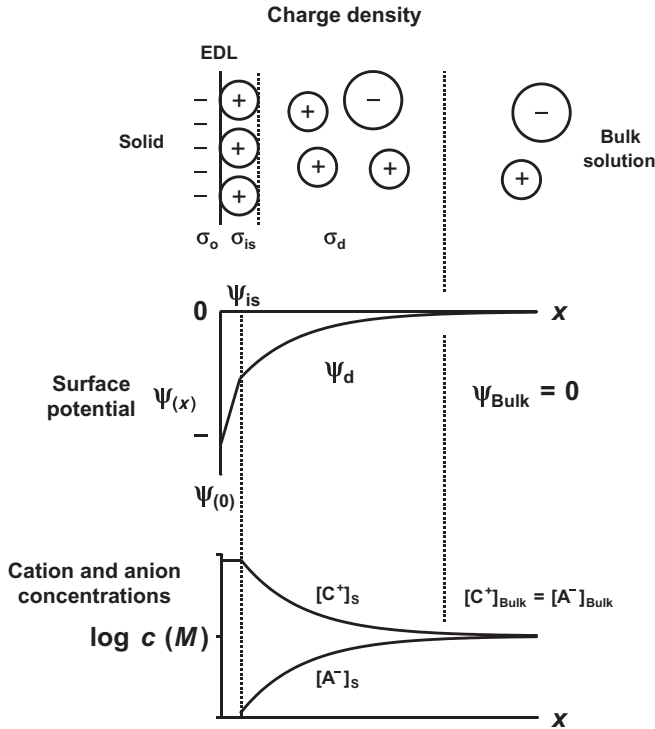 Charge density
EDL
Solid
− + + −
−
− + − Bulk
− + + + + solution
−
− +
σo σis σd
Ψis
0 x
Ψd
Surface
potential Ψ(x) ΨBulk = 0
−
Ψ(0)
Cation and anion
concentrations [C+]S [C+]Bulk = [A−]Bulk
log c (M)
[A−]S
x